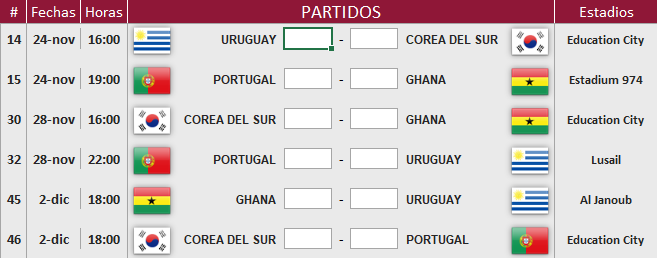 # Fechas Horas PARTIDOS Estadios
14 24-nov 16:00 URUGUAY - COREA DEL SUR Education City
15 24-nov 19:00 PORTUGAL - GHANA Estadium 974
30 28-nov 16:00 COREA DEL SUR - GHANA Education City
32 28-nov 22:00 PORTUGAL - URUGUAY Lusail
45 2-dic 18:00 GHANA - URUGUAY Al Janoub
46 2-dic 18:00 COREA DEL SUR - PORTUGAL Education City